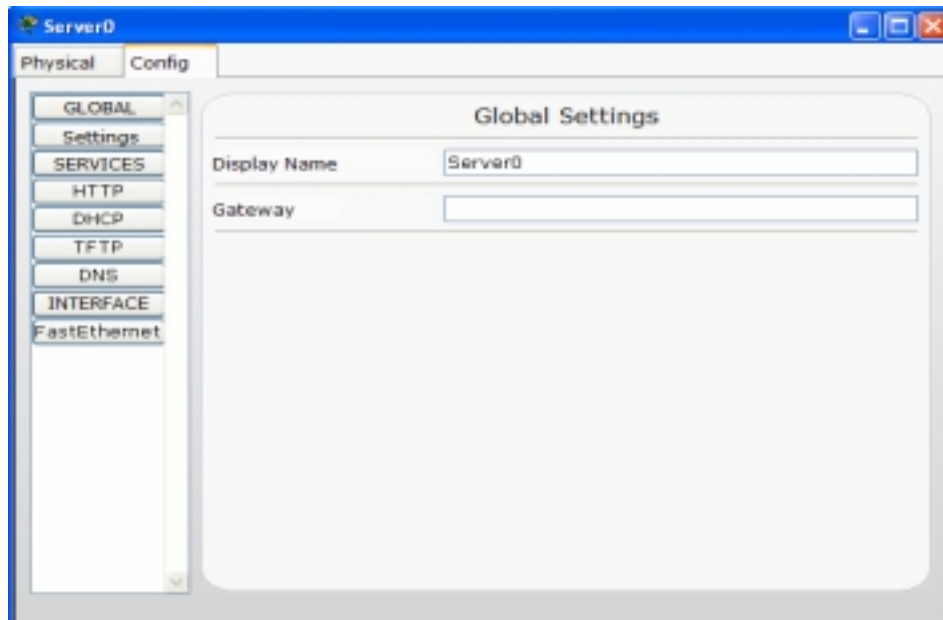 Server0
Physical Config
GLOBAL
Settings
SERVICES
HTTP
DHCP
TFTP
DNS
INTERFACE
FastEthernet
Global Settings
Display Name Server0
Gateway